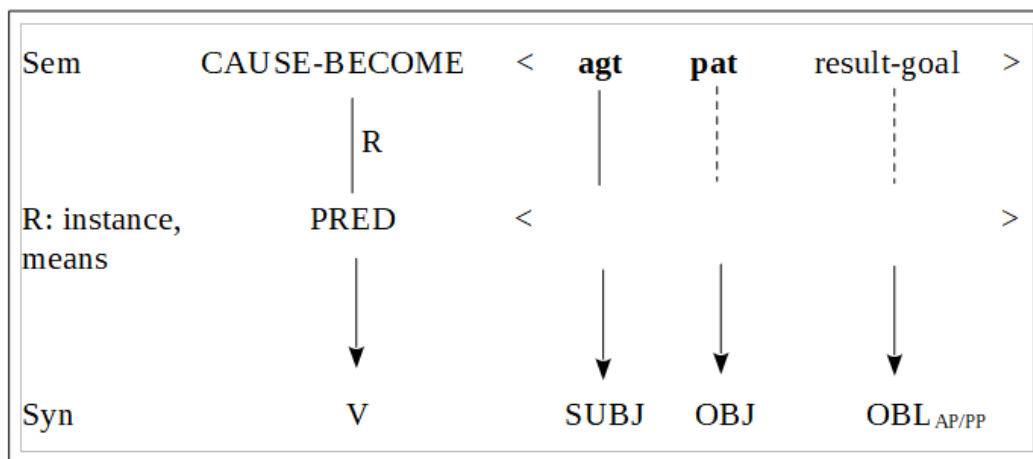 Sem CAUSE-BECOME < agt pat result-goal >
R
R: instance, PRED < >
means
Syn V SUBJ OBJ OBL AP/PP